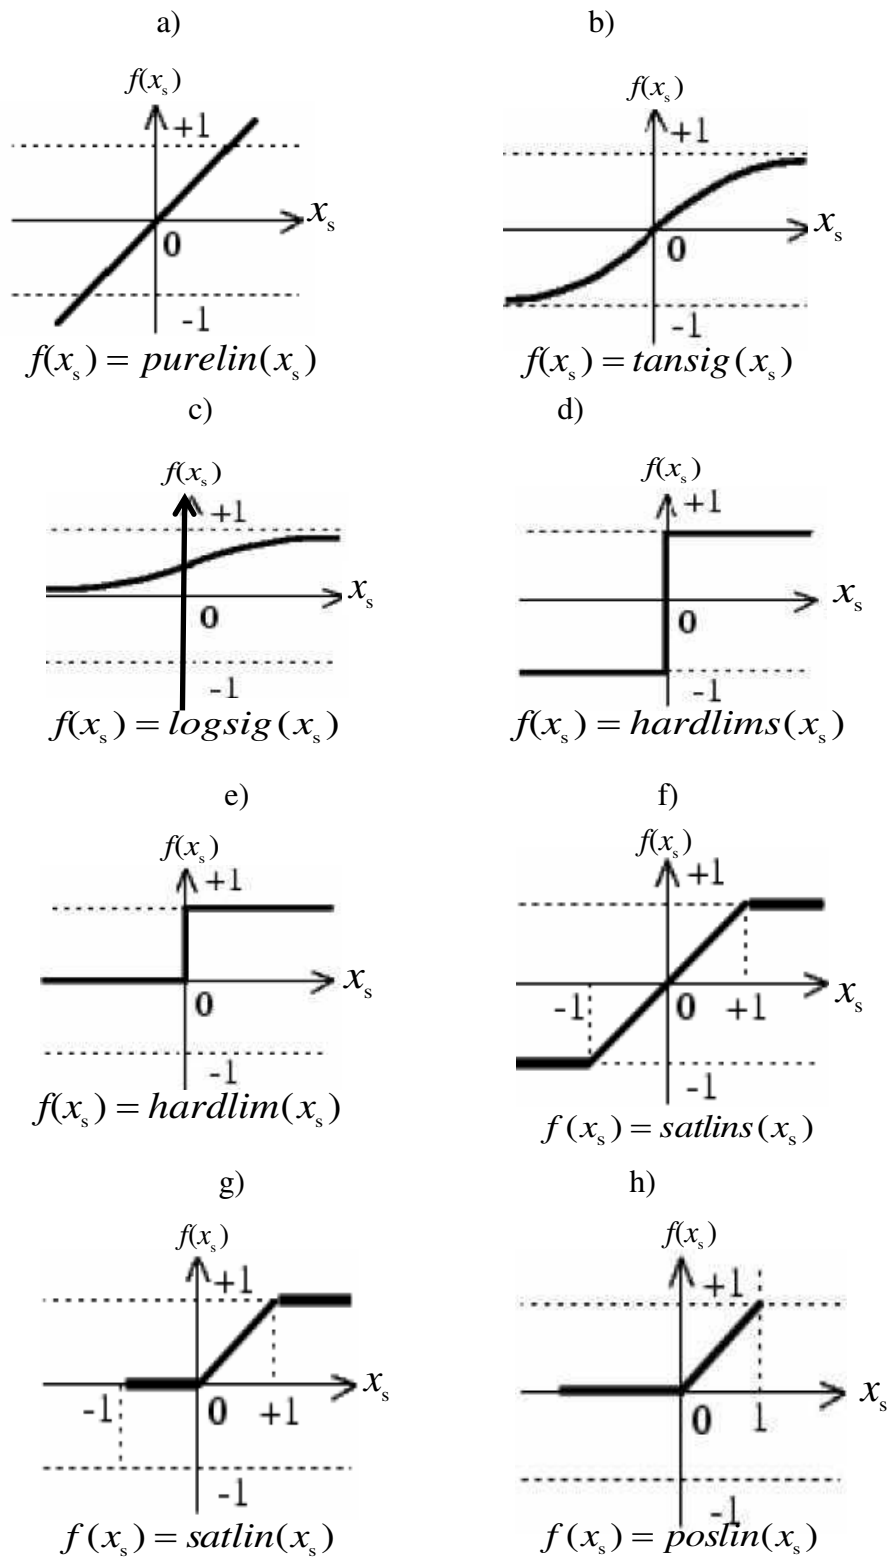 a) b)
f(xₛ) f(xₛ)
+1 +1
xₛ xₛ
0 0
-1 -1
f(xₛ) = purelin(xₛ) f(xₛ) = tansig(xₛ)
c) d)
f(xₛ) f(xₛ)
+1 +1
xₛ xₛ
0 0
-1 -1
f(xₛ) = logsig(xₛ) f(xₛ) = hardlims(xₛ)
e) f)
f(xₛ) f(xₛ)
+1 +1
xₛ xₛ
0 -1 0 +1
-1 -1
f(xₛ) = hardlim(xₛ) f(xₛ) = satlins(xₛ)
g) h)
f(xₛ) f(xₛ)
+1 +1
xₛ xₛ
-1 0 +1 0 1
-1 -1
f(xₛ) = satlin(xₛ) f(xₛ) = poslin(xₛ)